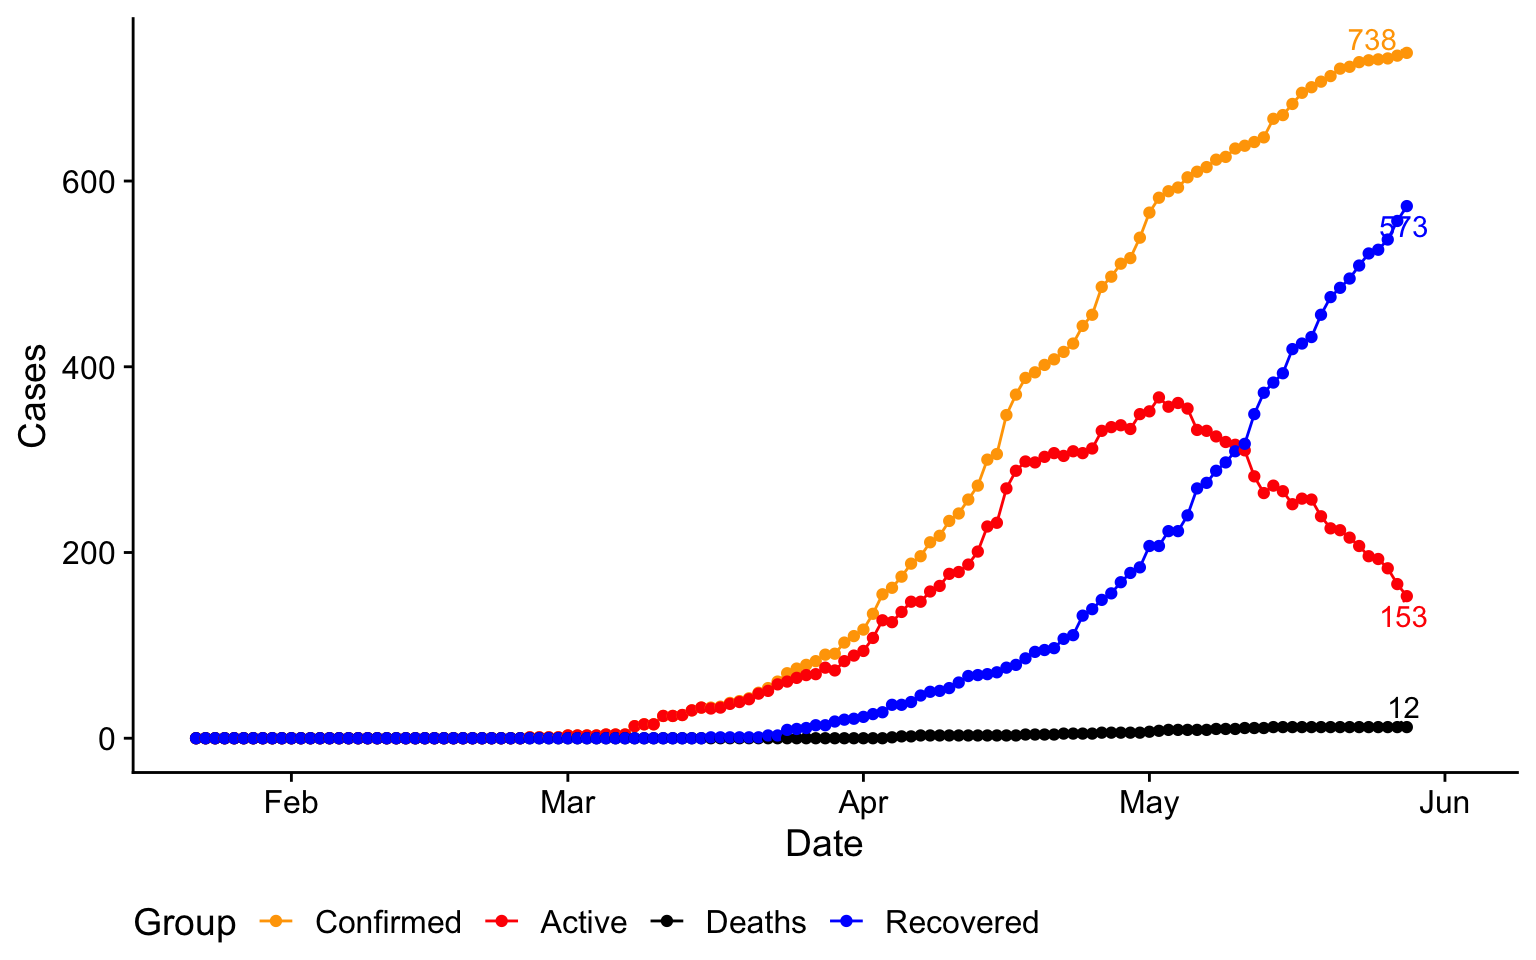 738
600
573
400
Cases
200
153
12
0
Feb Mar Apr May Jun
Date
Group Confirmed Active Deaths Recovered